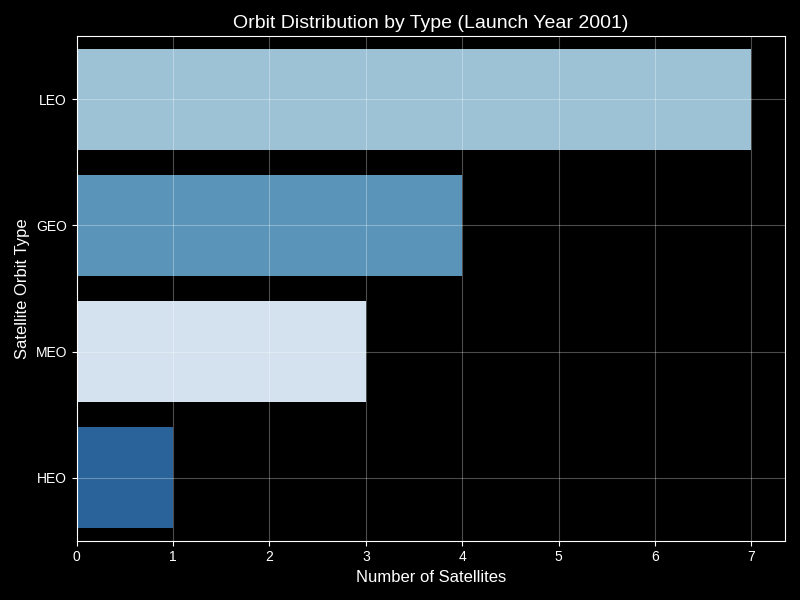 Orbit Distribution by Type (Launch Year 2001)
LEO
GEO
MEO
HEO
Satellite Orbit Type
0 1 2 3 4 5 6 7
Number of Satellites